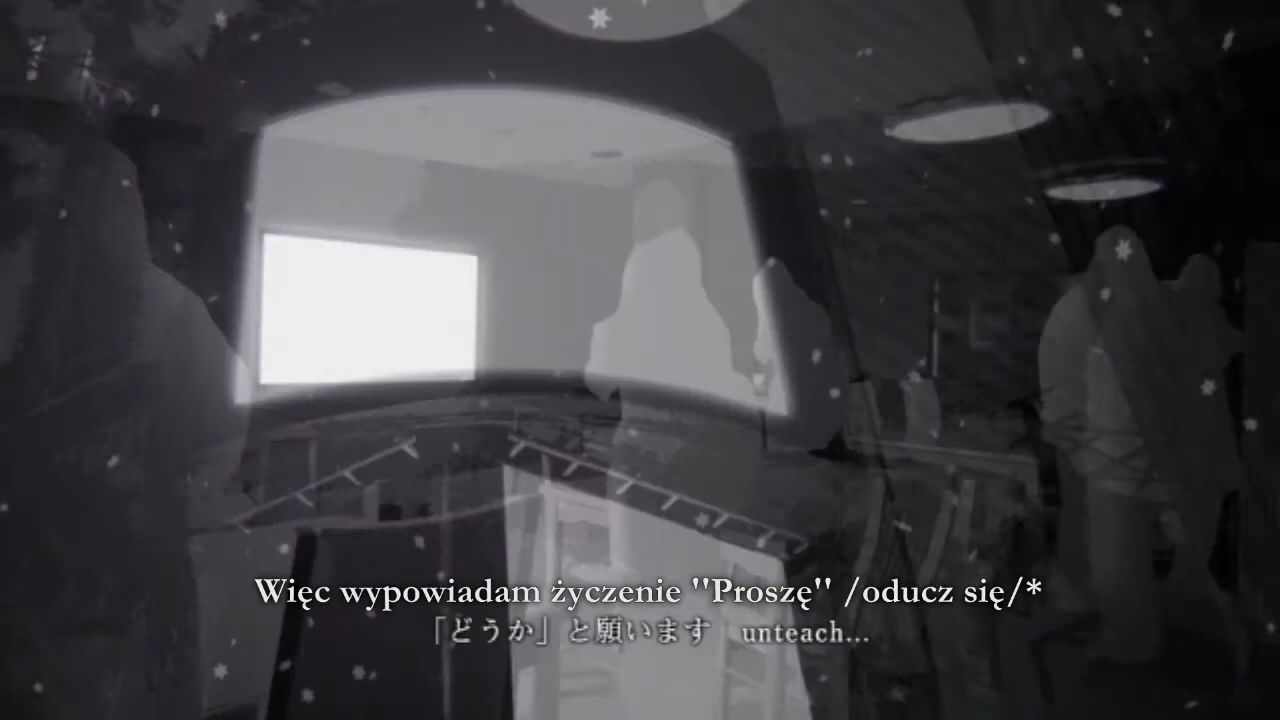 Więc wypowiadam życzenie "Proszę" /oducz się/*
「どうか」と願います unteach...